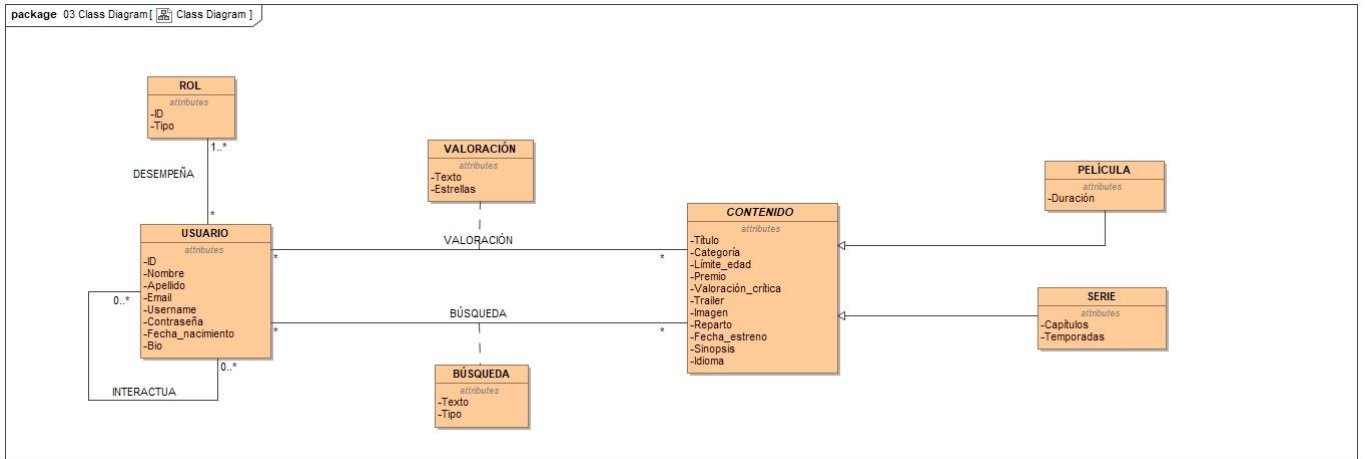 package 03 Class Diagram [ Class Diagram ]
ROL
attributes
-ID
-Tipo
1..*
DESEMPEÑA
*
USUARIO
attributes
-ID
-Nombre
-Apellido
-Email
-Username
-Contraseña
-Fecha_nacimiento
-Bio
0..*
0..*
INTERACTUA
VALORACIÓN
attributes
-Texto
-Estrellas
VALORACIÓN
*
*
BÚSQUEDA
*
*
BÚSQUEDA
attributes
-Texto
-Tipo
CONTENIDO
attributes
-Título
-Categoría
-Límite_edad
-Premio
-Valoración_crítica
-Trailer
-Imagen
-Reparto
-Fecha_estreno
-Sinopsis
-Idioma
PELÍCULA
attributes
-Duración
SERIE
attributes
-Capítulos
-Temporadas